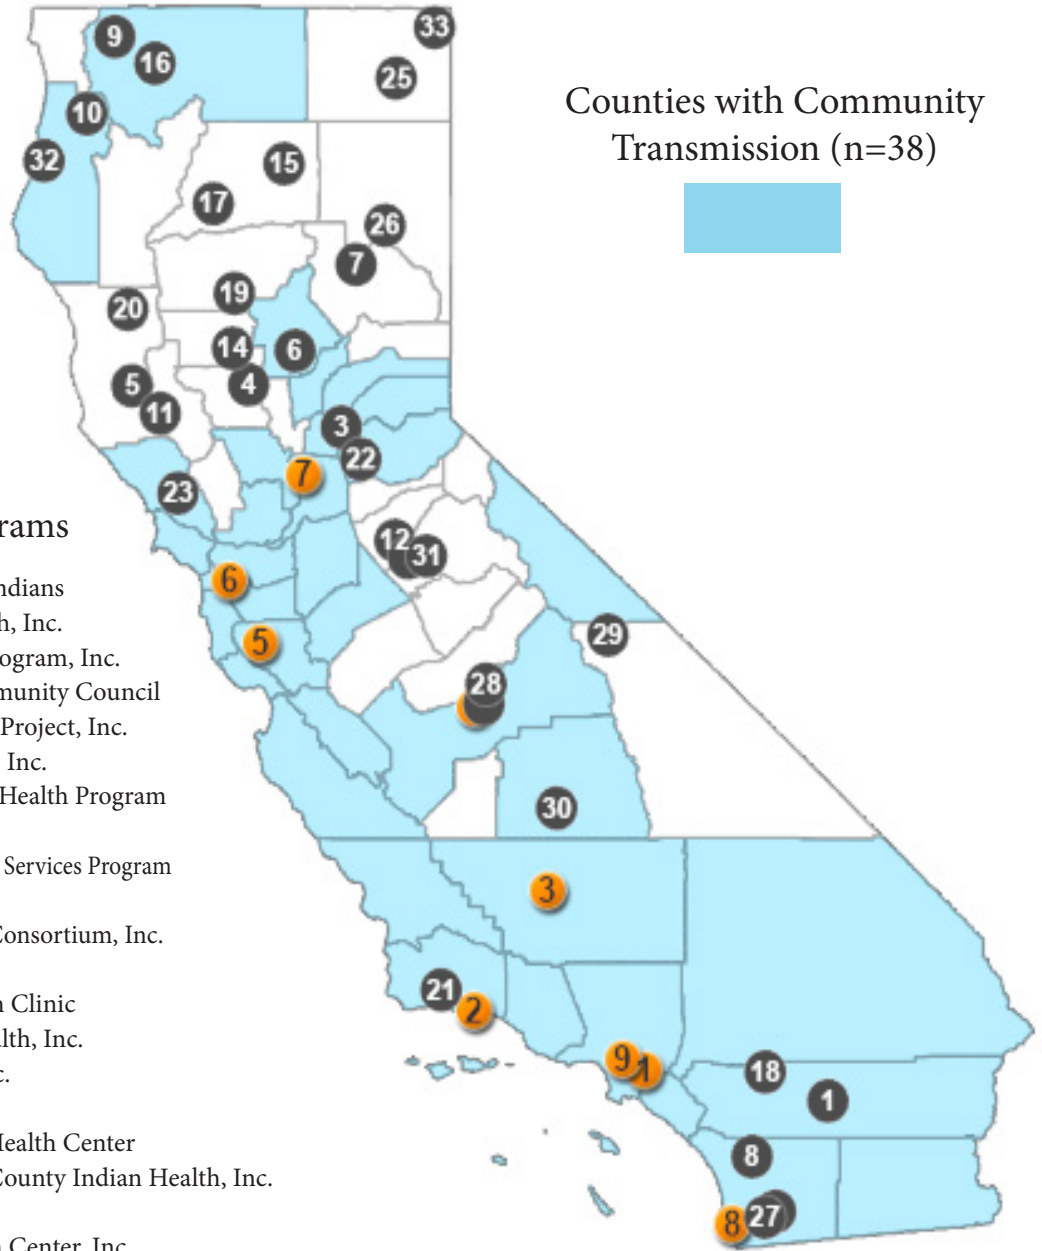 9
33
16
25
Counties with Community
Transmission (n=38)
10
32
15
17
26
7
19
20
14
6
5
4
11
3
22
7
23
rams
12
31
6
ndians
h, Inc.
29
5
ogram, Inc.
munity Council
28
Project, Inc.
Inc.
Health Program
30
Services Program
3
Consortium, Inc.
21
2
n Clinic
alth, Inc.
9
1
18
c.
1
Health Center
8
County Indian Health, Inc.
8
27
Center, Inc.